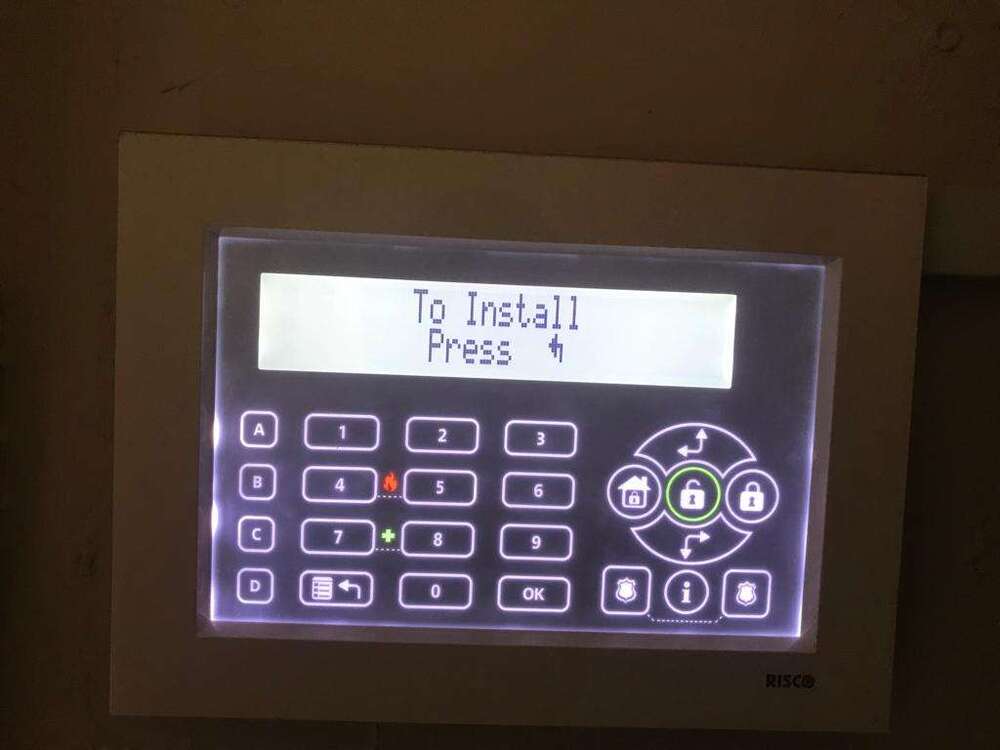 To Install
Press ↰
A 1 2 3
B 4 5 6
C 7 8 9
D 0 OK i
RISCO